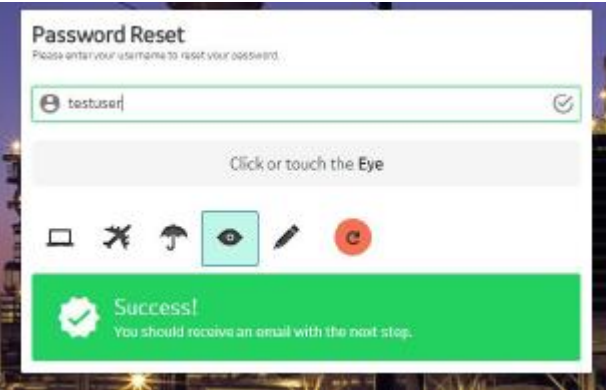 Password Reset
Please enter your username to reset your password.
testuser
Click or touch the Eye
Success!
You should receive an email with the next step.